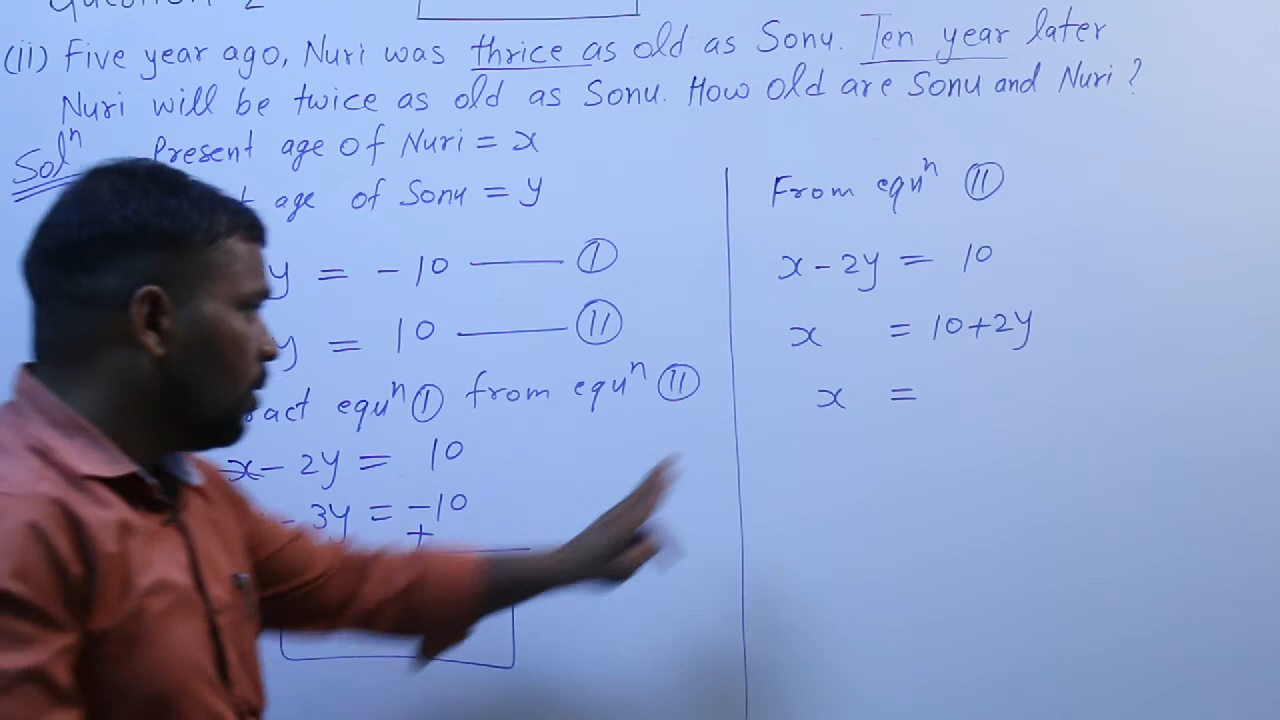 Question 2
(ii) Five year ago, Nuri was thrice as old as Sonu. Ten year later
Nuri will be twice as old as Sonu. How old are Sonu and Nuri?
Solⁿ Present age of Nuri = x
age of Sonu = y
y = -10 —— Ⓘ
y = 10 —— ⓘⓘ
equⁿ Ⓘ from equⁿ ⓘⓘ
x - 2y = 10
- 3y = -10
+
From equⁿ ⓘⓘ
x - 2y = 10
x = 10+2y
x =